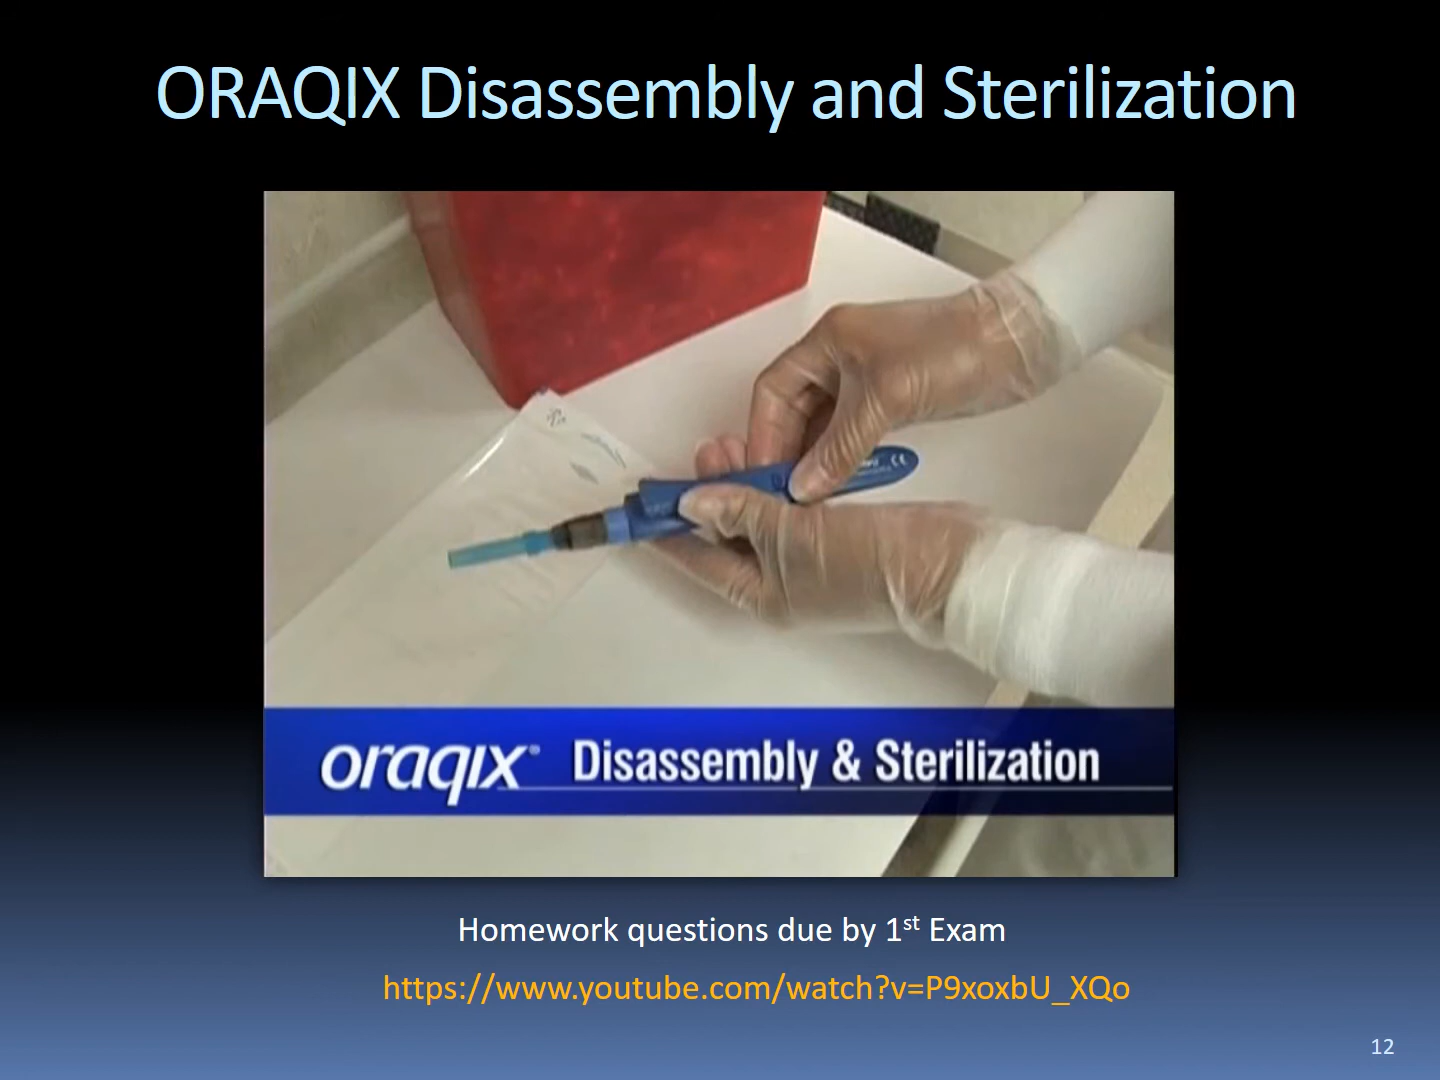 ORAQIX Disassembly and Sterilization
CE
oraqix® Disassembly & Sterilization
Homework questions due by 1st Exam
https://www.youtube.com/watch?v=P9xoxbU_XQo
12